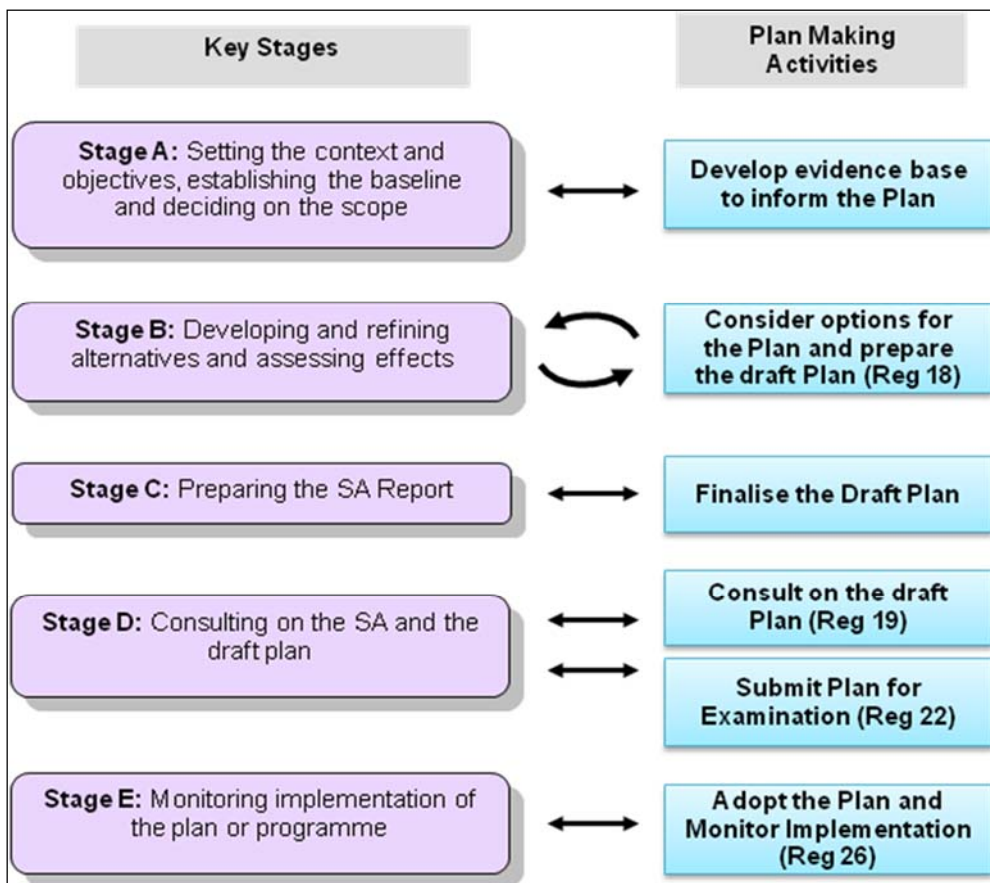 Key Stages
Plan Making
Activities
Stage A: Setting the context and
objectives, establishing the baseline
and deciding on the scope
Develop evidence base
to inform the Plan
Stage B: Developing and refining
alternatives and assessing effects
Consider options for
the Plan and prepare
the draft Plan (Reg 18)
Stage C: Preparing the SA Report
Finalise the Draft Plan
Stage D: Consulting on the SA and the
draft plan
Consult on the draft
Plan (Reg 19)
Submit Plan for
Examination (Reg 22)
Stage E: Monitoring implementation of
the plan or programme
Adopt the Plan and
Monitor Implementation
(Reg 26)